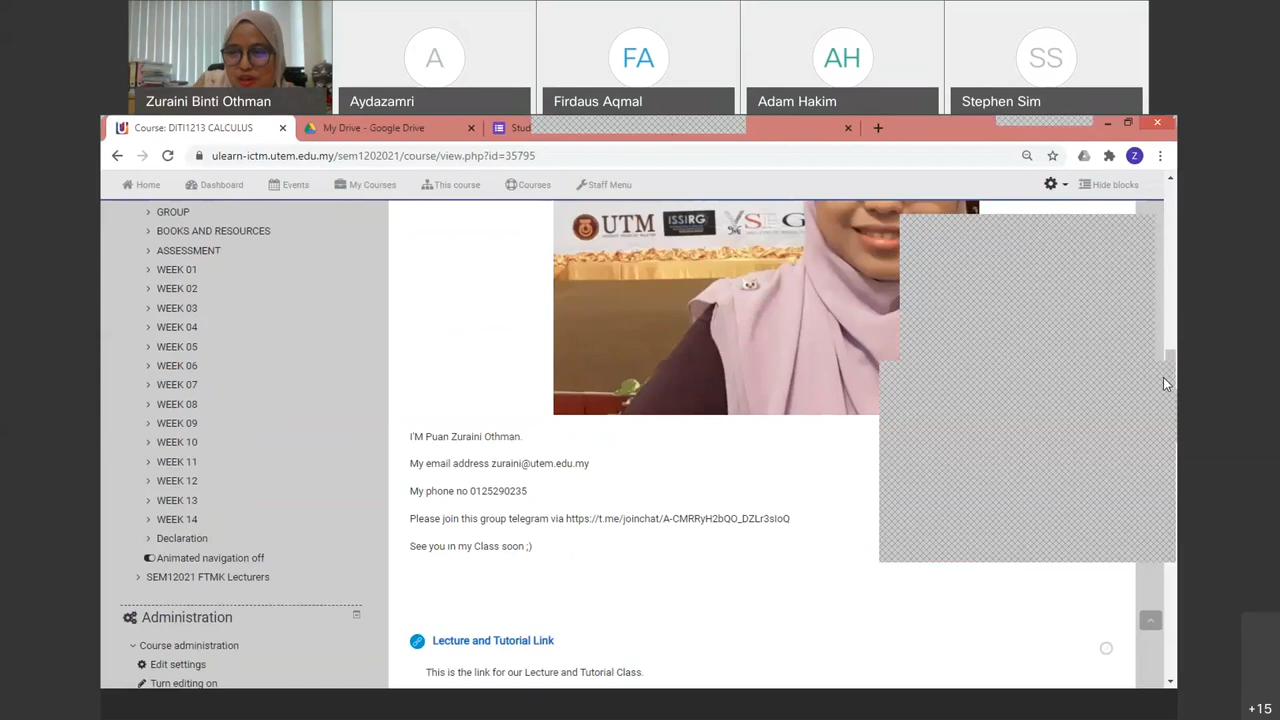 A
FA
AH
SS
Zuraini Binti Othman
Aydazamri
Firdaus Aqmal
Adam Hakim
Stephen Sim
Course: DITI1213 CALCULUS
My Drive - Google Drive
Stud
ulearn-ictm.utem.edu.my/sem1202021/course/view.php?id=35795
Z
Home
Dashboard
Events
My Courses
This course
Courses
Staff Menu
Hide blocks
GROUP
BOOKS AND RESOURCES
ASSESSMENT
WEEK 01
WEEK 02
WEEK 03
WEEK 04
WEEK 05
WEEK 06
WEEK 07
WEEK 08
WEEK 09
WEEK 10
WEEK 11
WEEK 12
WEEK 13
WEEK 14
Declaration
Animated navigation off
SEM12021 FTMK Lecturers
Administration
Course administration
Edit settings
Turn editing on
UTM
ISSIRG
I'M Puan Zuraini Othman.
My email address zuraini@utem.edu.my
My phone no 0125290235
Please join this group telegram via https://t.me/joinchat/A-CMRRyH2bQO_DZLr3sIoQ
See you in my Class soon ;)
Lecture and Tutorial Link
This is the link for our Lecture and Tutorial Class.
+15